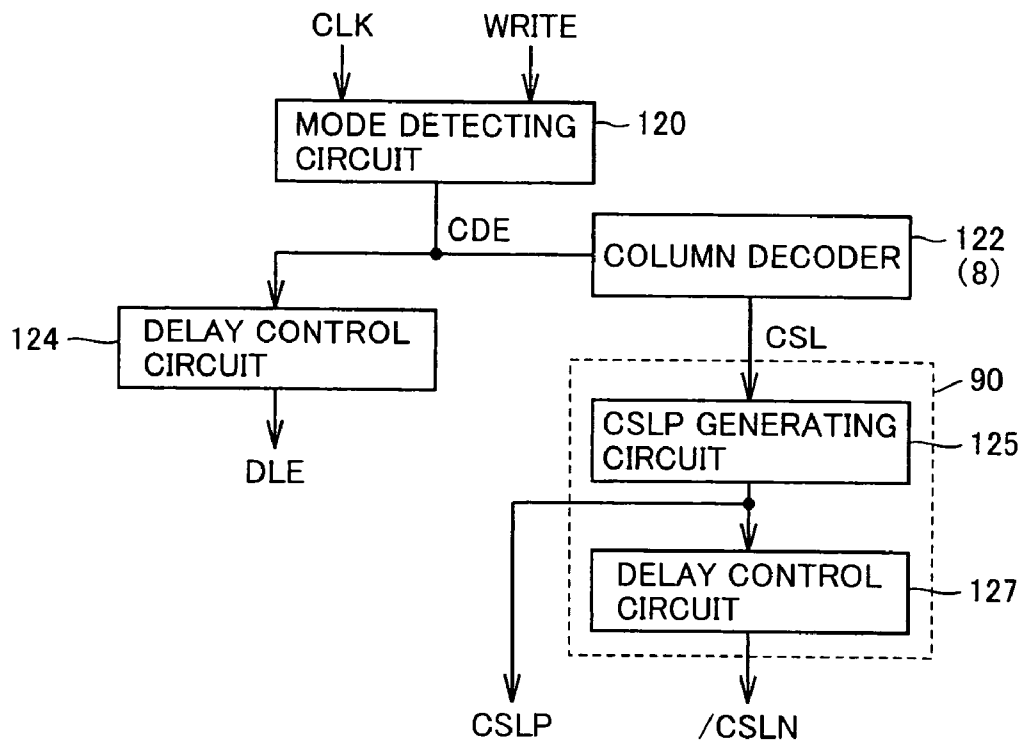 CLK
WRITE
MODE DETECTING
CIRCUIT
120
CDE
COLUMN DECODER
122
(8)
124
DELAY CONTROL
CIRCUIT
DLE
CSL
90
CSLP GENERATING
CIRCUIT
125
DELAY CONTROL
CIRCUIT
127
CSLP
/CSLN